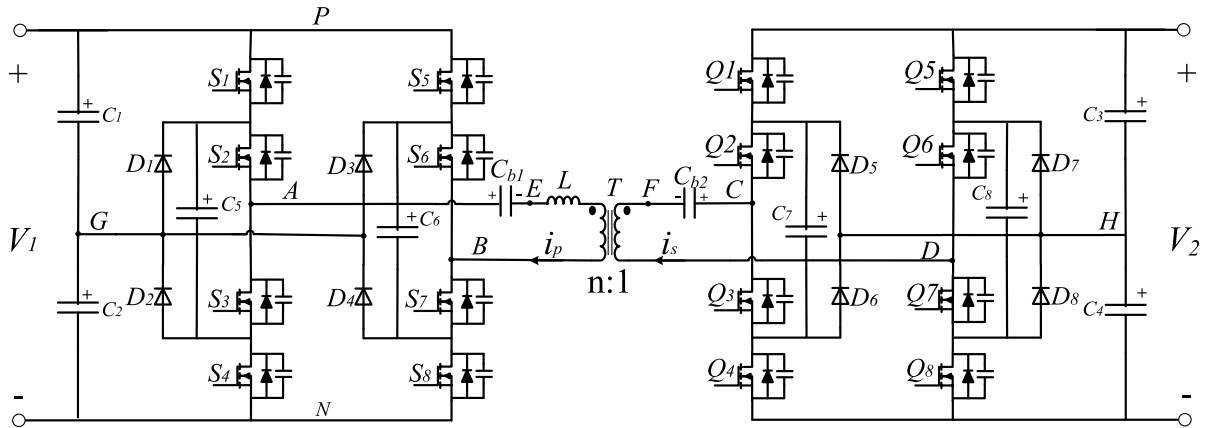 P
+ S1 S5 Q1 Q5 +
+ C1 + C3
D1 S2 D3 S6 Q2 D5 Q6 D7
A Cb1 E L T F Cb2 C
+ C5 + - - + C7 + C8 +
G + C6 H
V1 V2
B ip is D
n:1
+ C2 D2 S3 D4 S7 Q3 D6 Q7 D8 C4 +
S4 S8 Q4 Q8
- N -